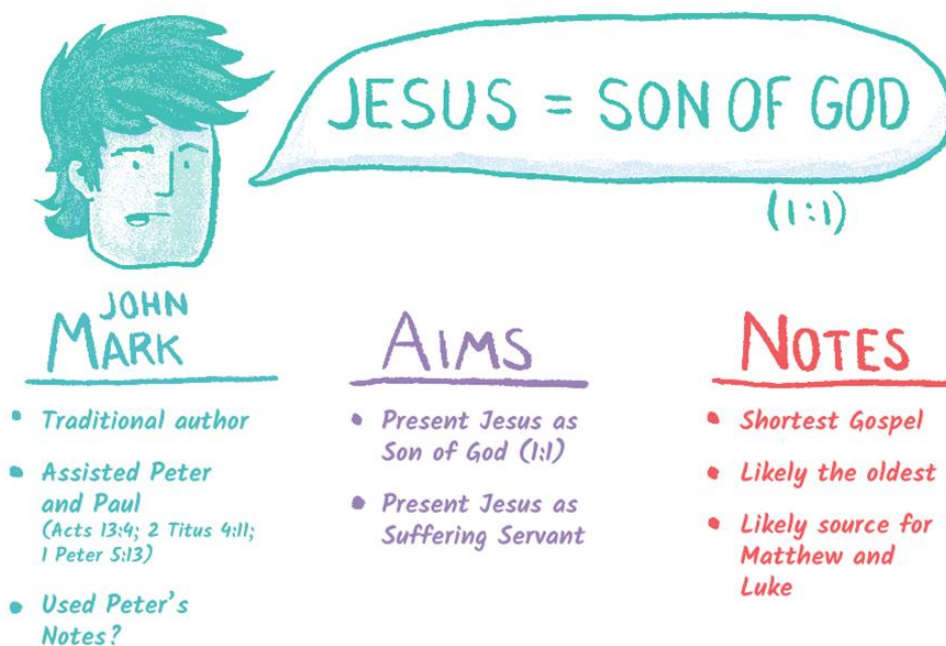 JESUS = SON OF GOD
(1:1)
JOHN
MARK
• Traditional author
• Assisted Peter
and Paul
(Acts 13:4; 2 Titus 4:11;
1 Peter 5:13)
• Used Peter's
Notes?
AIMS
• Present Jesus as
Son of God (1:1)
• Present Jesus as
Suffering Servant
NOTES
• Shortest Gospel
• Likely the oldest
• Likely source for
Matthew and
Luke